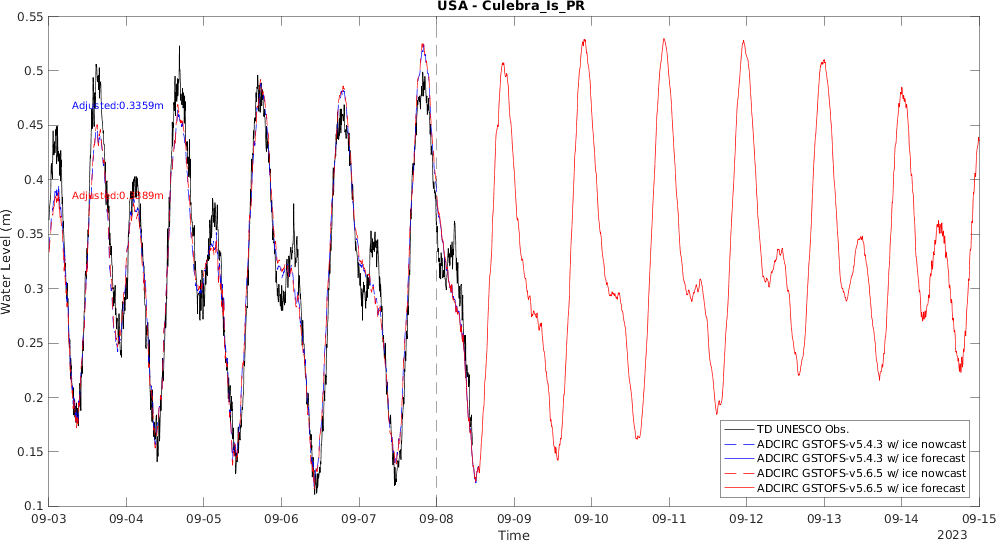 USA - Culebra_Is_PR
Water Level (m)
0.55
0.5
0.45
0.4
0.35
0.3
0.25
0.2
0.15
0.1
Adjusted:0.3359m
TD UNESCO Obs.
ADCIRC GSTOFS-v5.4.3 w/ ice nowcast
ADCIRC GSTOFS-v5.4.3 w/ ice forecast
ADCIRC GSTOFS-v5.6.5 w/ ice nowcast
ADCIRC GSTOFS-v5.6.5 w/ ice forecast
09-03 09-04 09-05 09-06 09-07 09-08 09-09 09-10 09-11 09-12 09-13 09-14 09-15
Time
2023